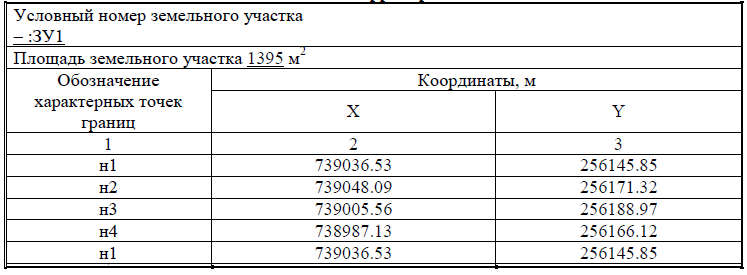 Условный номер земельного участка
– :ЗУ1
Площадь земельного участка 1395 м²
Обозначение характерных точек границ
Координаты, м
X Y
1 2 3
н1 739036.53 256145.85
н2 739048.09 256171.32
н3 739005.56 256188.97
н4 738987.13 256166.12
н1 739036.53 256145.85